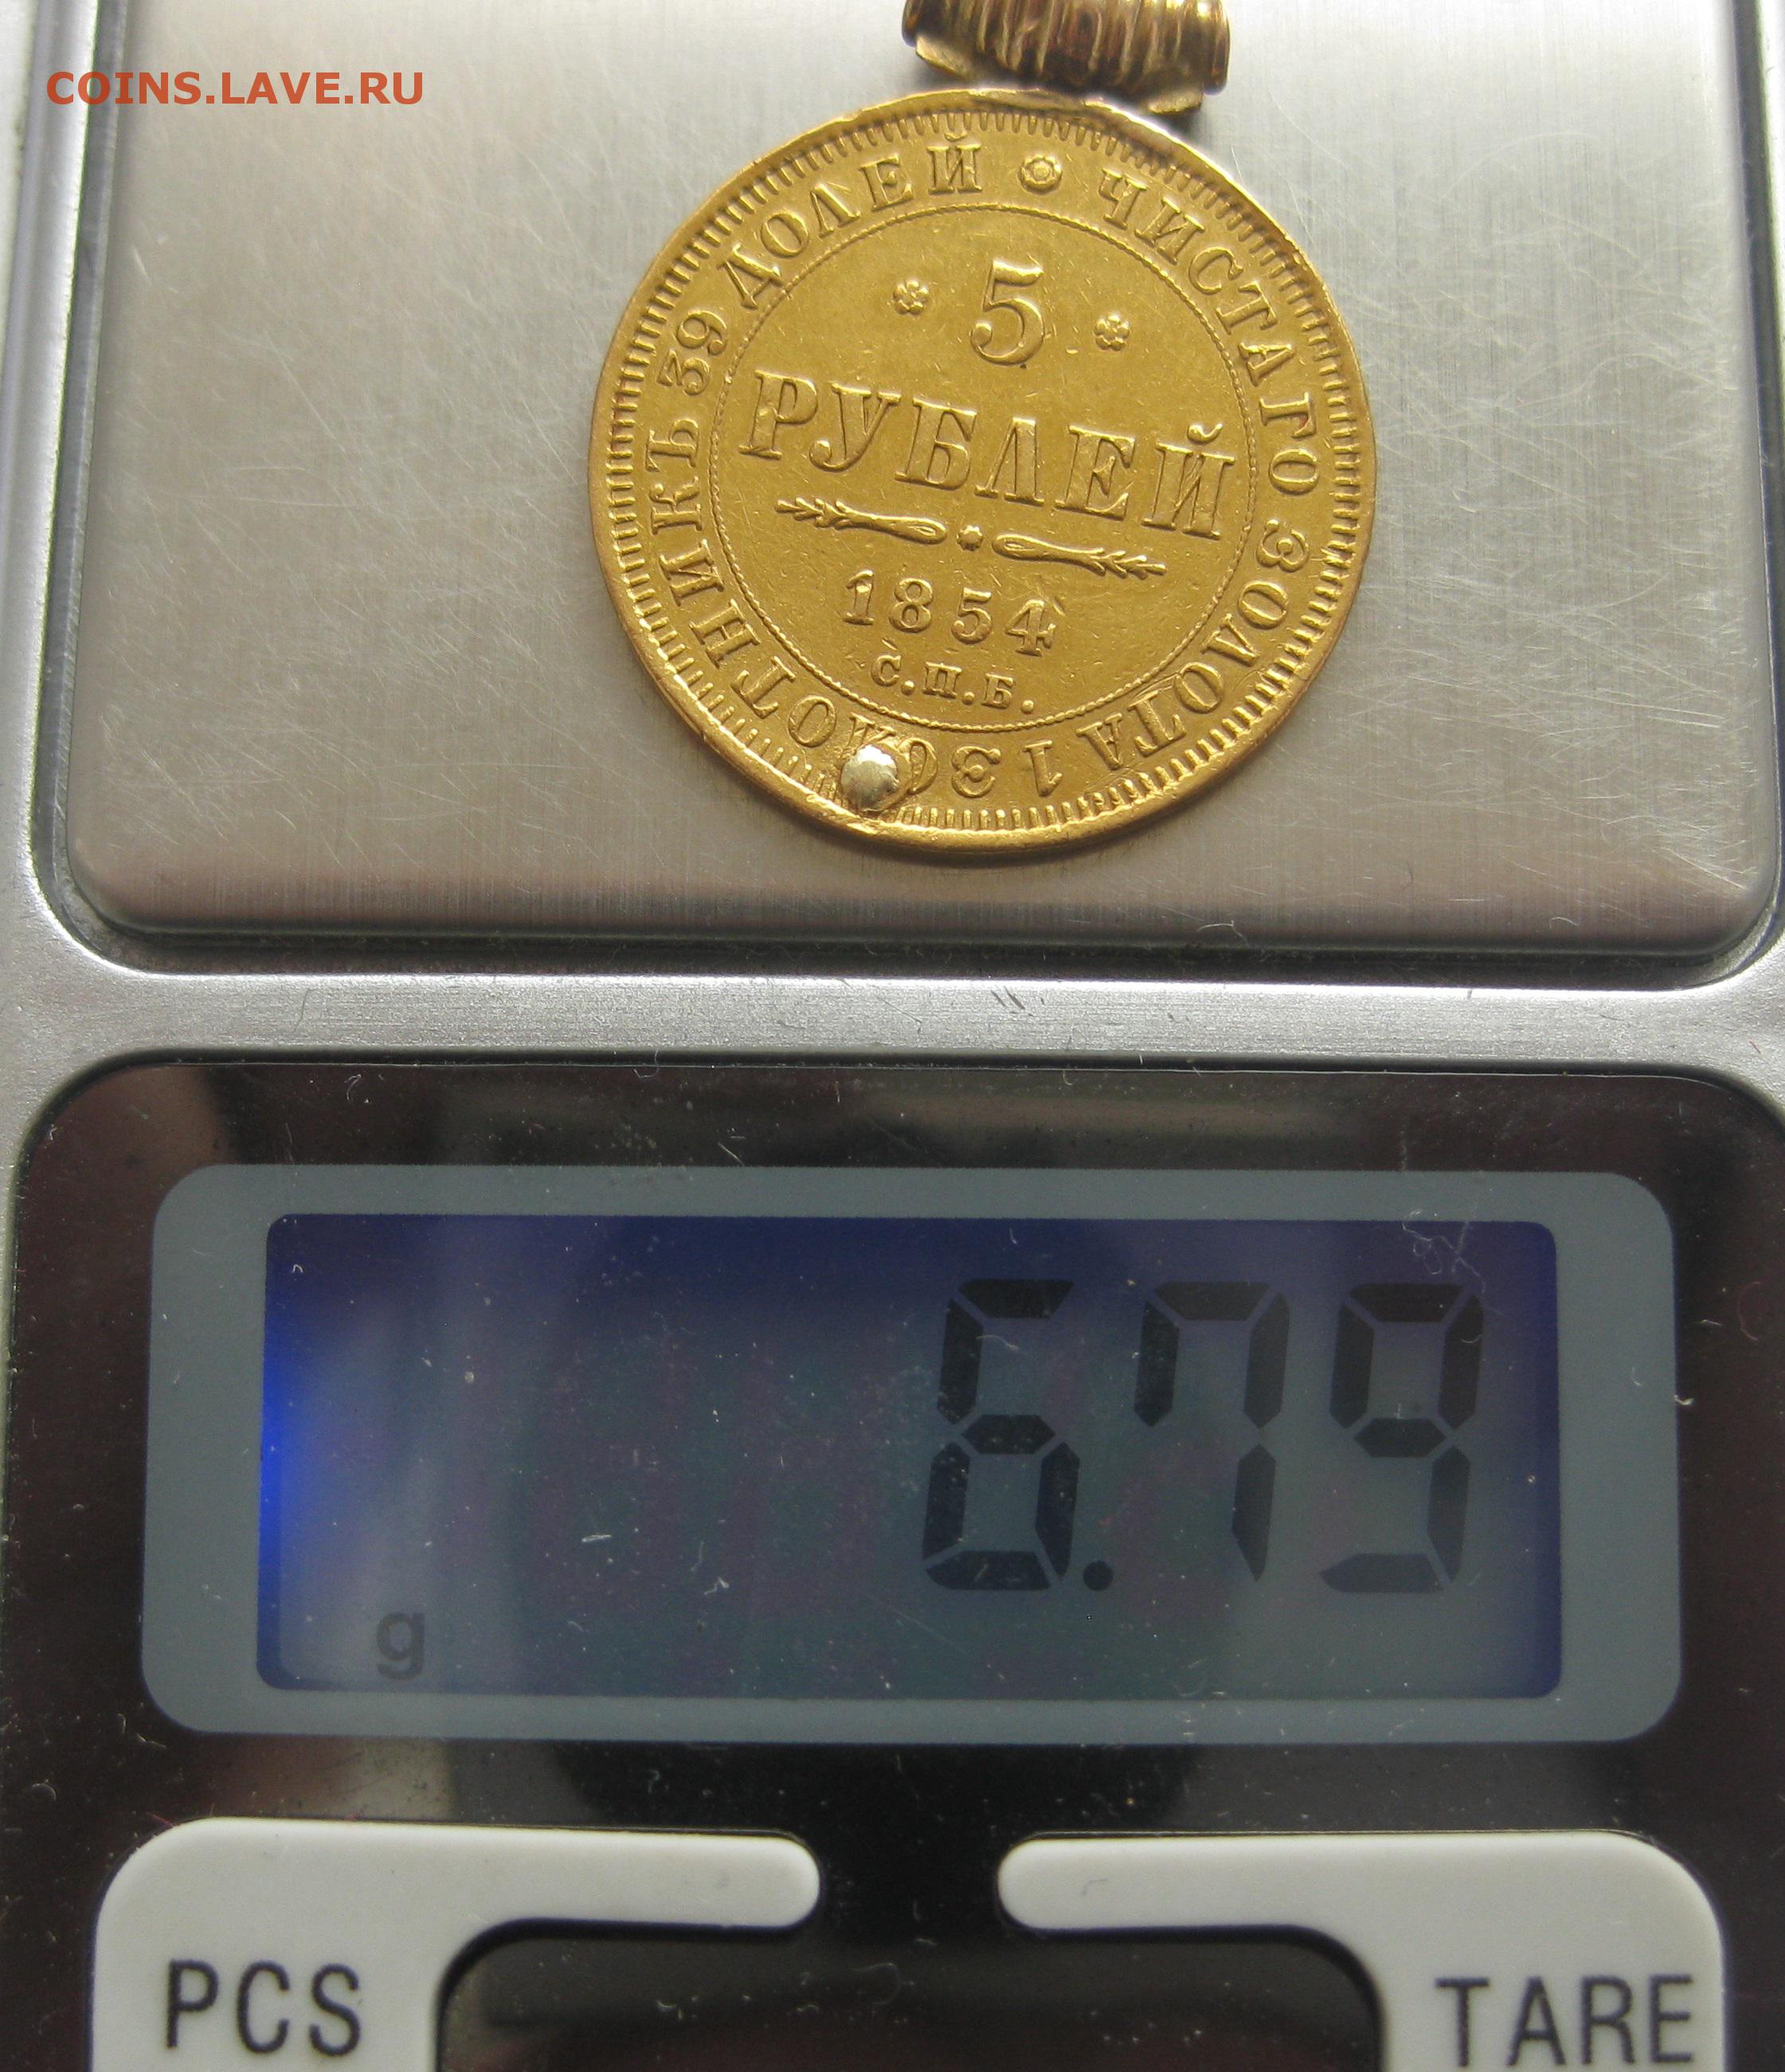 COINS.LAVE.RU
ЧИСТАГО ЗОЛОТА 1 ЗОЛОТНИКЪ 39 ДОЛЕЙ
5
РУБЛЕЙ
1854
С.П.Б.
6.79
g
PCS
TARE